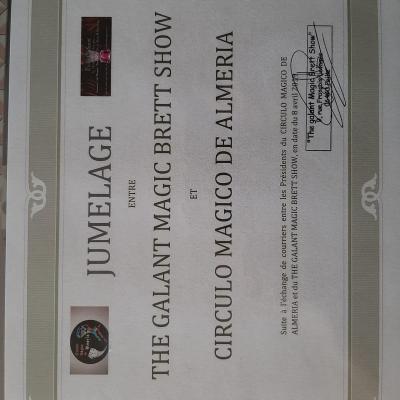 JUMELAGE
ENTRE
THE GALANT MAGIC BRETT SHOW
ET
CIRCULO MAGICO DE ALMERIA
Suite à l'échange de courriers entre les Présidents du CIRCULO MAGICO DE
ALMERIA et du THE GALANT MAGIC BRETT SHOW, en date du 8 avril
"The galant Magic Brett Show"